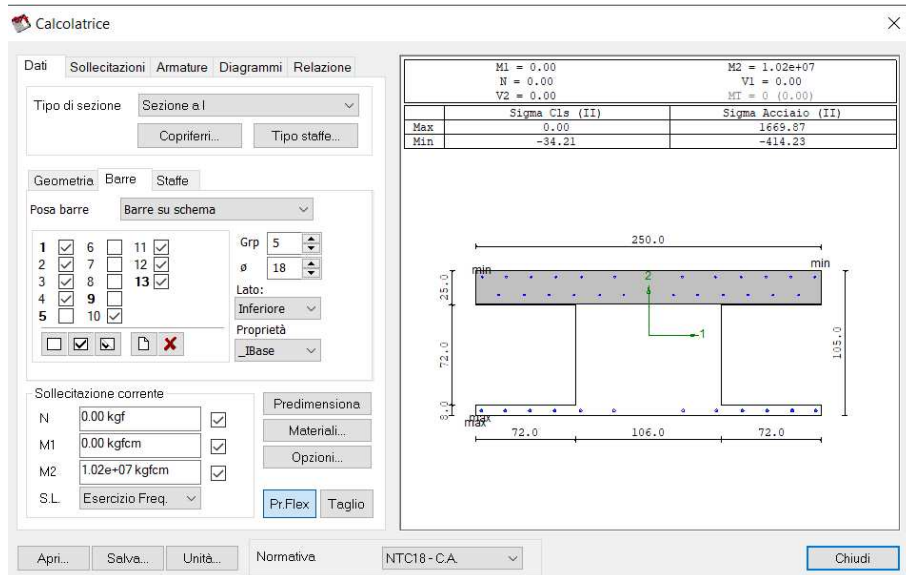 Calcolatrice
Dati Sollecitazioni Armature Diagrammi Relazione
Tipo di sezione Sezione a I
Copriferri... Tipo staffe...
Geometria Barre Staffe
Posa barre Barre su schema
1 6 11 Grp 5
2 7 12 ø 18
3 8 13 Lato:
4 9 Inferiore
5 10 Proprietà
_IBase
Sollecitazione corrente
N 0.00 kgf
M1 0.00 kgfcm
M2 1.02e+07 kgfcm
S.L. Esercizio Freq.
Predimensiona
Materiali...
Opzioni...
Pr.Flex Taglio
M1 = 0.00 M2 = 1.02e+07
N = 0.00 V1 = 0.00
V2 = 0.00 MT = 0 (0.00)
Sigma Cls (II) Sigma Acciaio (II)
Max 0.00 1669.87
Min -34.21 -414.23
250.0
min min
2
25.0
1
72.0
105.0
8.0
max
max
72.0 106.0 72.0
Apri... Salva... Unità... Normativa NTC18 - C.A. Chiudi